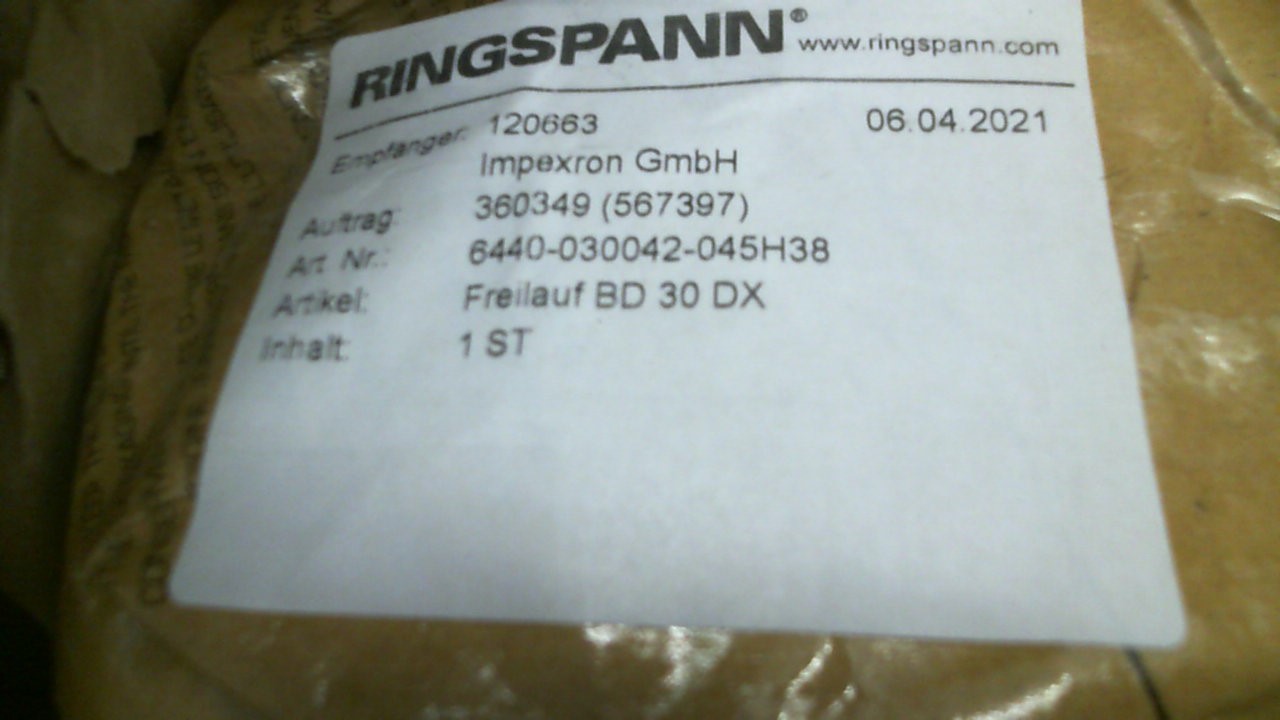 RINGSPANN® www.ringspann.com
Empfänger: 120663 06.04.2021
Impexron GmbH
Auftrag: 360349 (567397)
Art. Nr.: 6440-030042-045H38
Artikel: Freilauf BD 30 DX
Inhalt: 1 ST